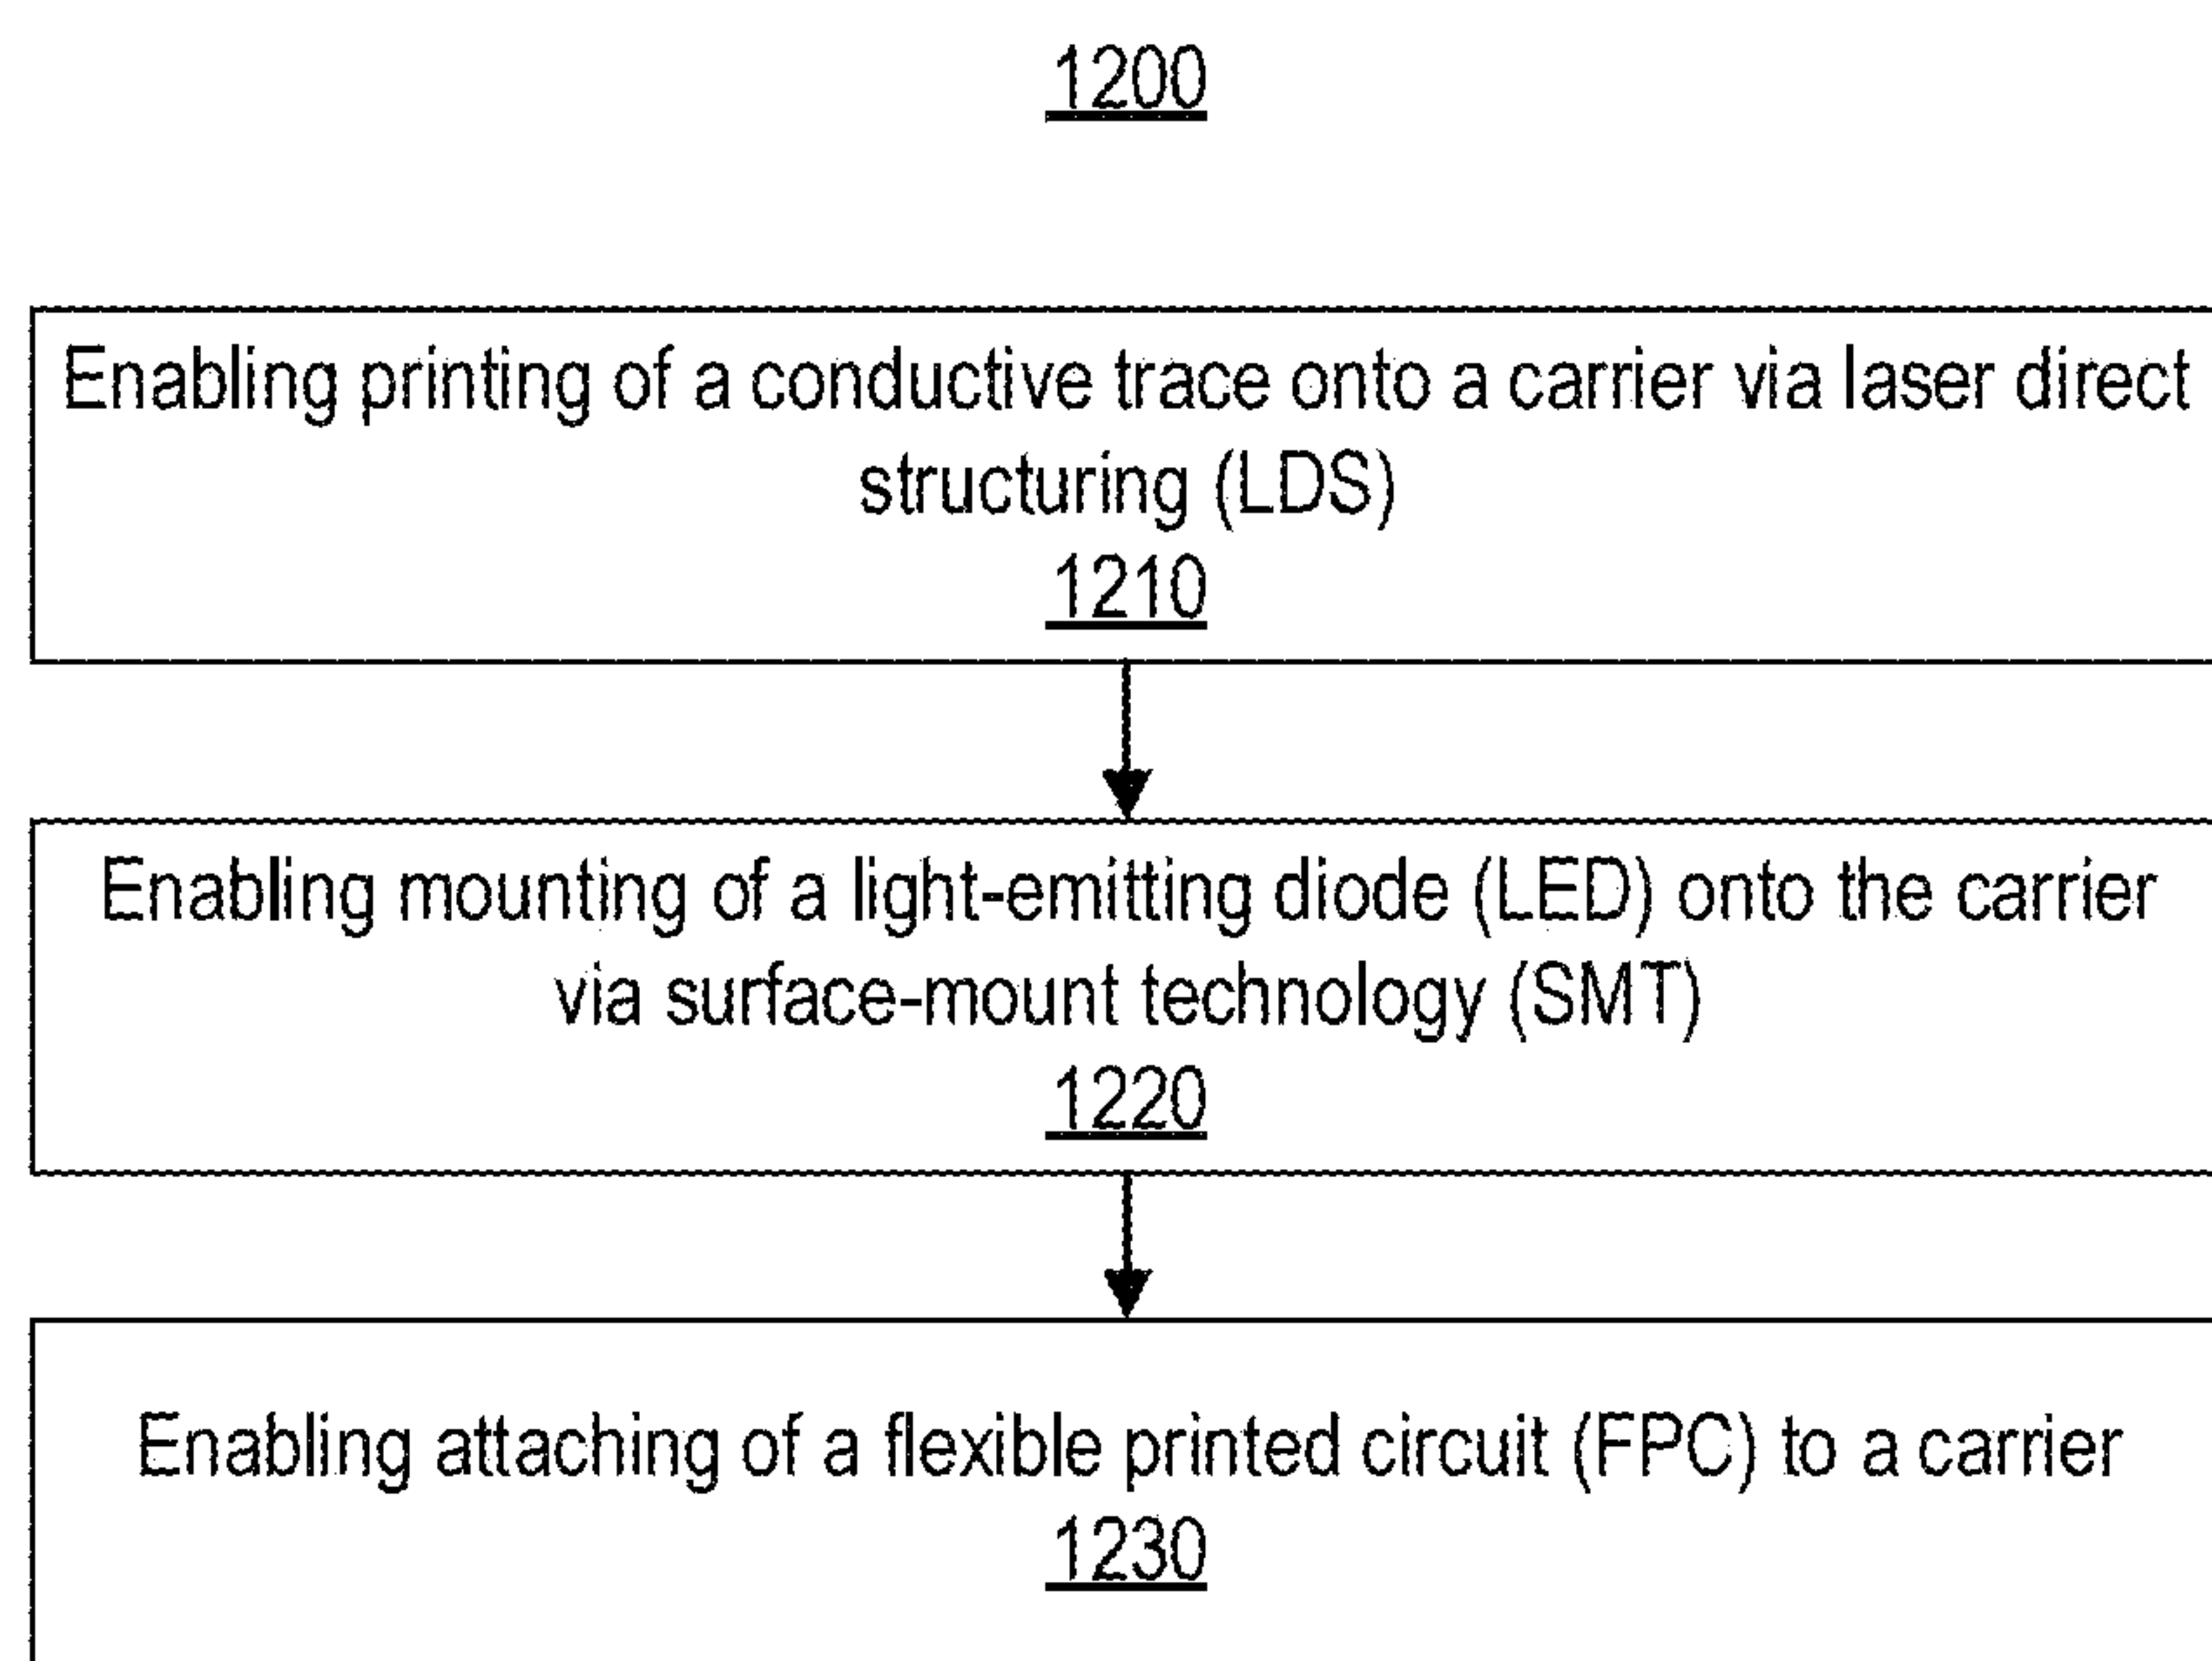 1200
Enabling printing of a conductive trace onto a carrier via laser direct
structuring (LDS)
1210
Enabling mounting of a light-emitting diode (LED) onto the carrier
via surface-mount technology (SMT)
1220
Enabling attaching of a flexible printed circuit (FPC) to a carrier
1230